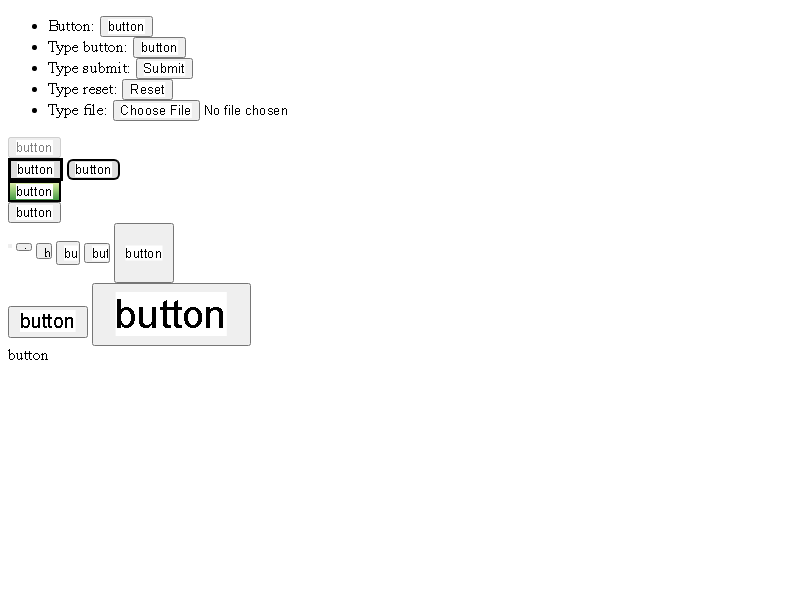 Button: button
Type button: button
Type submit: Submit
Type reset: Reset
Type file: Choose File No file chosen
button
button button
button
button
bu but button
button button
button